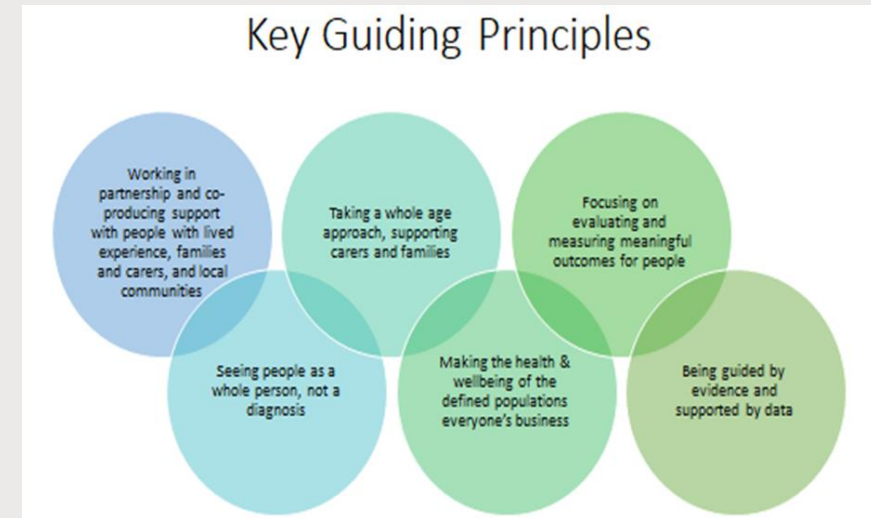 Key Guiding Principles
Working in
partnership and co-
producing support
with people with lived
experience, families
and carers, and local
communities
Seeing people as a
whole person, not a
diagnosis
Taking a whole age
approach, supporting
carers and families
Making the health &
wellbeing of the
defined populations
everyone's business
Focusing on
evaluating and
measuring meaningful
outcomes for people
Being guided by
evidence and
supported by data